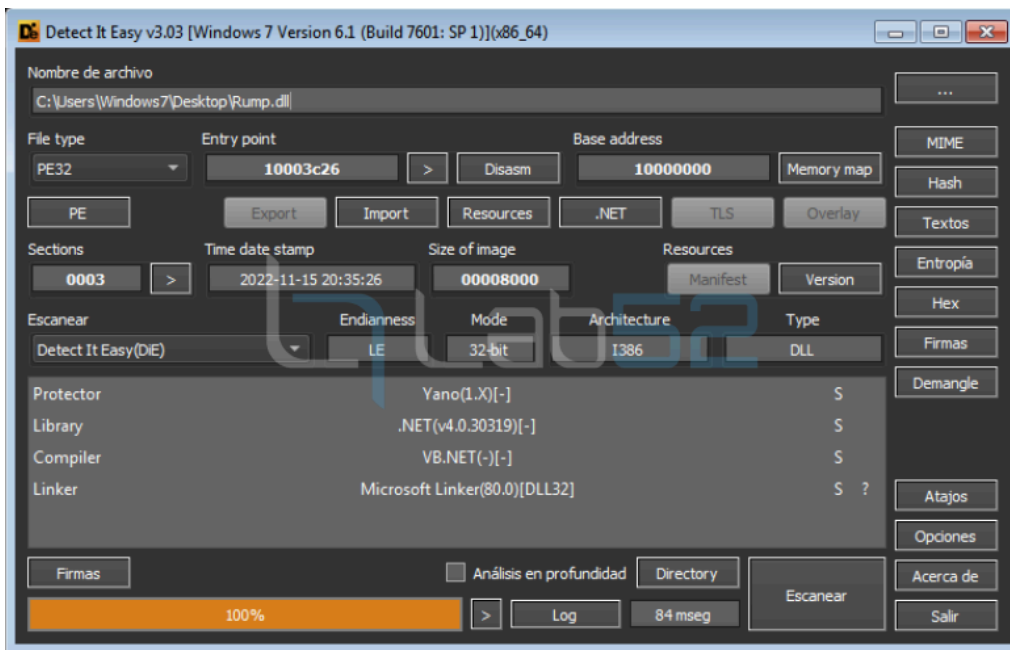 Detect It Easy v3.03 [Windows 7 Version 6.1 (Build 7601: SP 1)](x86_64)
Nombre de archivo
C:\Users\Windows7\Desktop\Rump.dll
...
File type Entry point Base address
MIME
PE32 10003c26 > Disasm 10000000 Memory map
Hash
PE Export Import Resources .NET TLS Overlay
Textos
Sections Time date stamp Size of image Resources
Entropía
0003 > 2022-11-15 20:35:26 00008000 Manifest Version
Hex
Escanear Endianness Mode Architecture Type
Detect It Easy(DiE) LE 32-bit I386 DLL
Firmas
Lab52
Demangle
Protector Yano(1.X)[-] S
Library .NET(v4.0.30319)[-] S
Compiler VB.NET(-)[-] S
Linker Microsoft Linker(80.0)[DLL32] S ?
Atajos
Opciones
Firmas Análisis en profundidad Directory Escanear
Acerca de
100% > Log 84 mseg
Salir